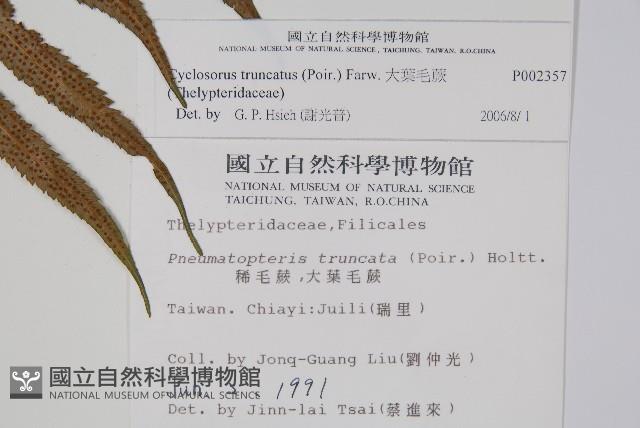 國立自然科學博物館
NATIONAL MUSEUM OF NATURAL SCIENCE, TAICHUNG, TAIWAN, R.O.CHINA
Cyclosorus truncatus (Poir.) Farw. 大葉毛蕨 P002357
(Thelypteridaceae)
Det. by G. P. Hsieh (謝光普) 2006/8/1
國立自然科學博物館
NATIONAL MUSEUM OF NATURAL SCIENCE
TAICHUNG, TAIWAN, R.O.CHINA
Thelypteridaceae,Filicales
Pneumatopteris truncata (Poir.) Holtt.
稀毛蕨,大葉毛蕨
Taiwan. Chiayi:Juili(瑞里)
Coll. by Jong-Guang Liu(劉仲光)
國立自然科學博物館
1991
NATIONAL MUSEUM OF NATURAL SCIENCE
Det. by Jinn-lai Tsai(蔡進來)